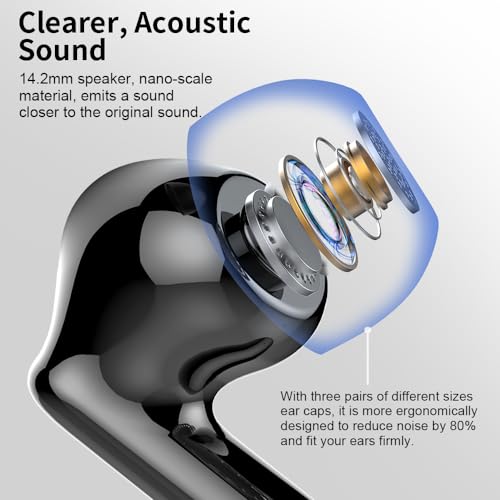 Clearer, Acoustic
Sound
14.2mm speaker, nano-scale
material, emits a sound
closer to the original sound.
With three pairs of different sizes
ear caps, it is more ergonomically
designed to reduce noise by 80%
and fit your ears firmly.